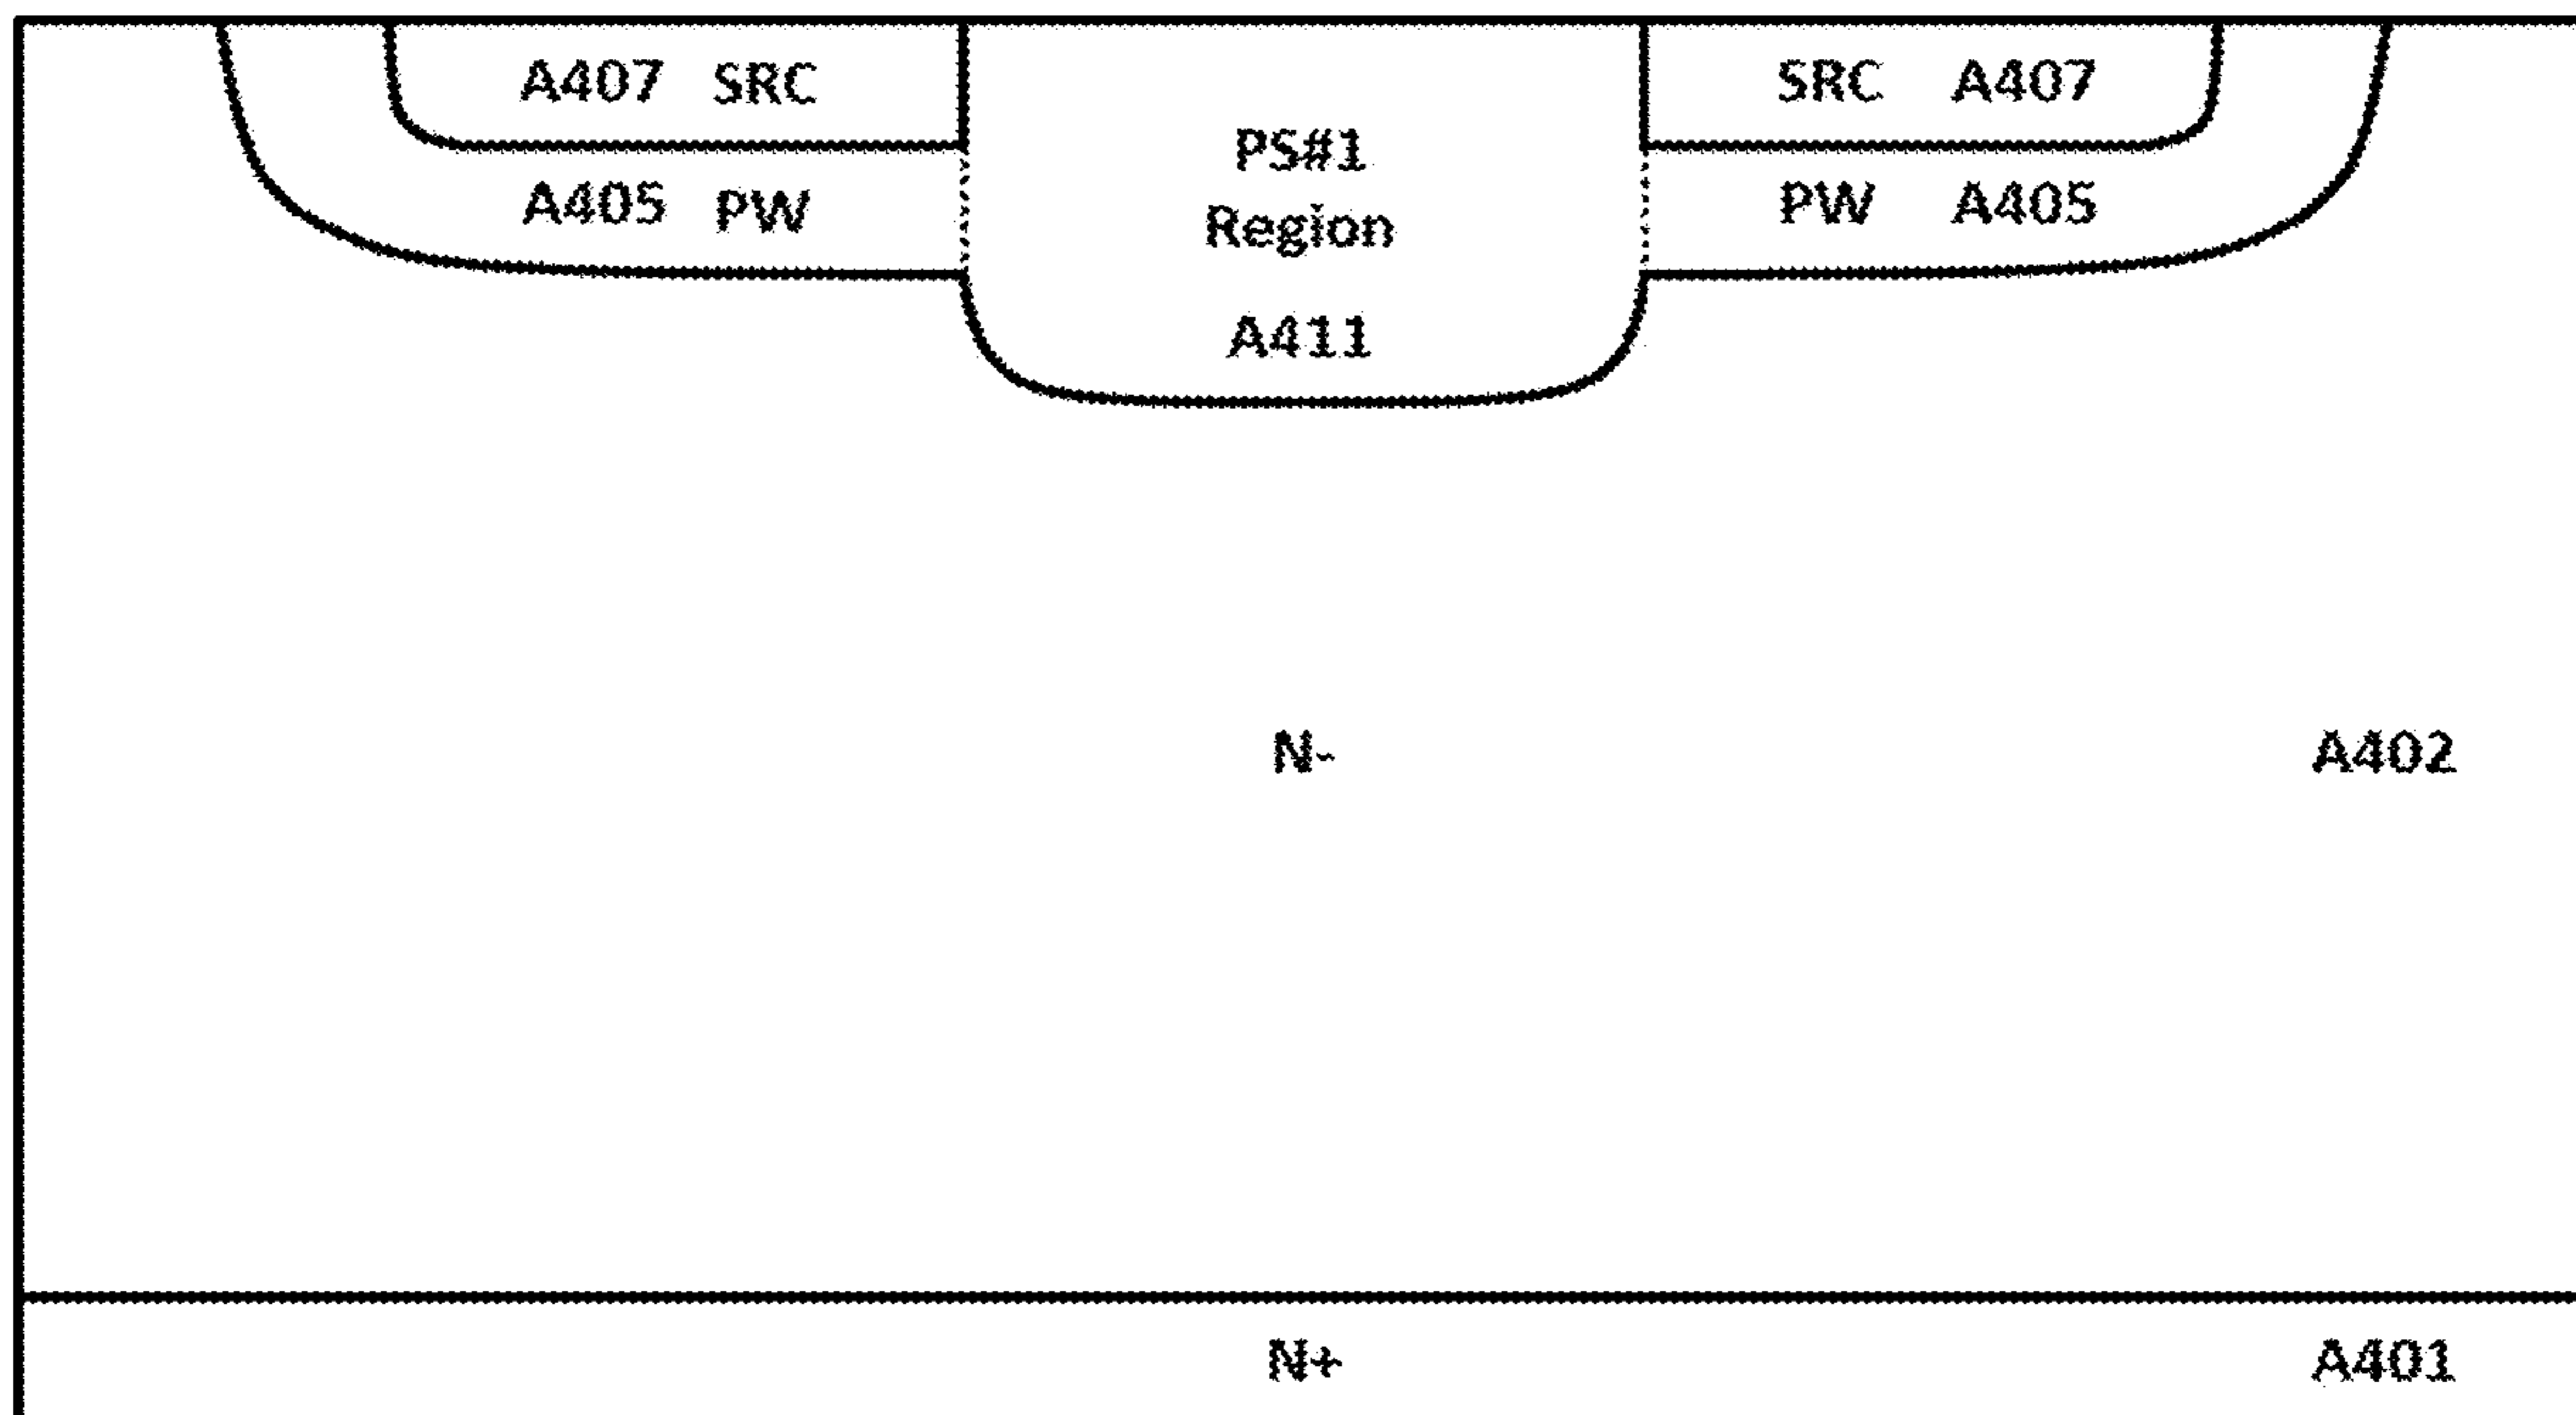 A407 SRC
SRC A407
PS#1
Region
A405 PW
PW A405
A411
N-
A402
N+
A401